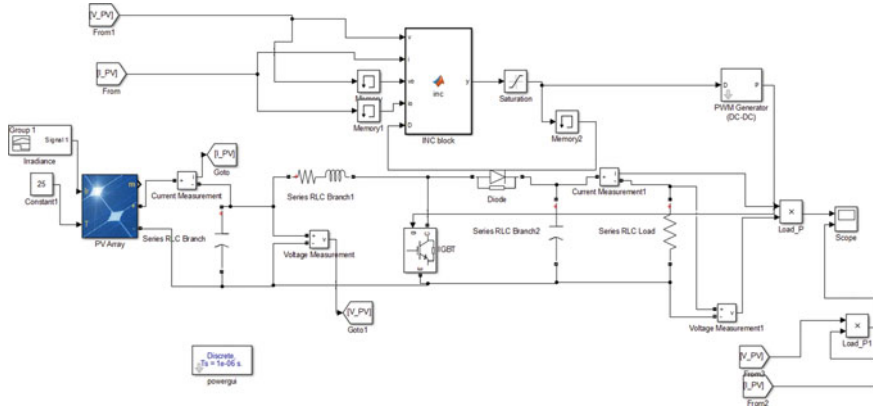 [V_PV]
From1
[I_PV]
From
v
I
vb
ib
D
inc
y
INC block
Memory
Memory1
Saturation
Memory2
D
P
PWM Generator
(DC-DC)
Group 1
Signal 1
Irradiance
25
Constant1
T
m
+
-
PV Array
[I_PV]
Goto
+
i
-
Current Measurement
Series RLC Branch
Series RLC Branch1
+
-
v
Voltage Measurement
[V_PV]
Goto1
g
C
E
IGBT
Diode
Series RLC Branch2
+
i
-
Current Measurement1
Series RLC Load
×
Load_P
Scope
+
-
v
Voltage Measurement1
[V_PV]
From3
[I_PV]
From2
×
Load_P1
Discrete,
Ts = 1e-06 s.
powergui